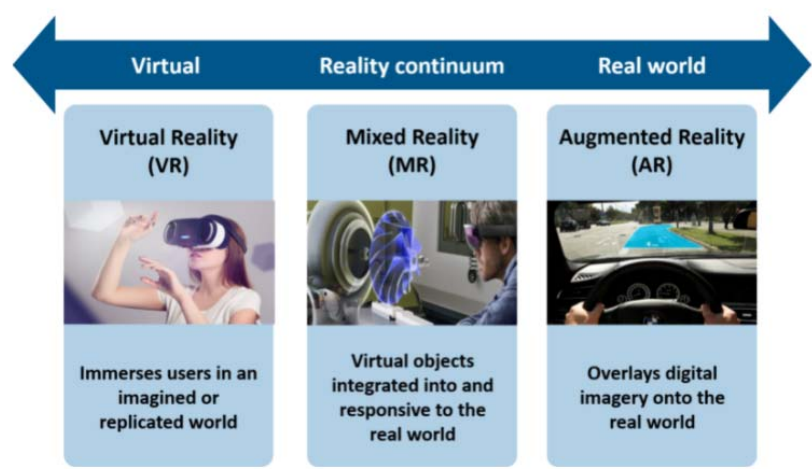 Virtual
Reality continuum
Real world
Virtual Reality
(VR)
Immerses users in an
imagined or
replicated world
Mixed Reality
(MR)
Virtual objects
integrated into and
responsive to the
real world
Augmented Reality
(AR)
Overlays digital
imagery onto the
real world